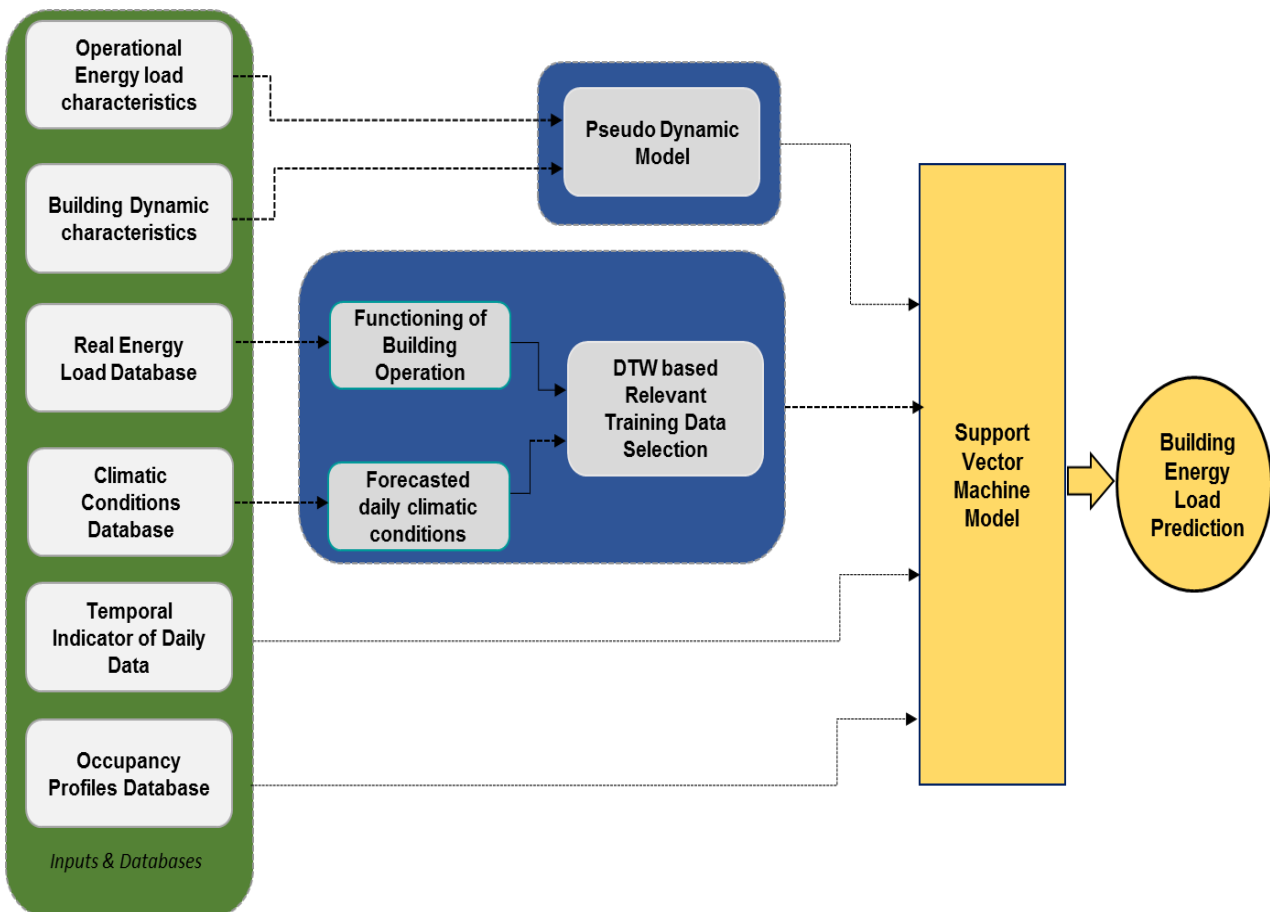 Operational
Energy load
characteristics
Building Dynamic
characteristics
Real Energy
Load Database
Climatic
Conditions
Database
Temporal
Indicator of Daily
Data
Occupancy
Profiles Database
Inputs & Databases
Pseudo Dynamic
Model
Functioning of
Building
Operation
Forecasted
daily climatic
conditions
DTW based
Relevant
Training Data
Selection
Support
Vector
Machine
Model
Building
Energy
Load
Prediction